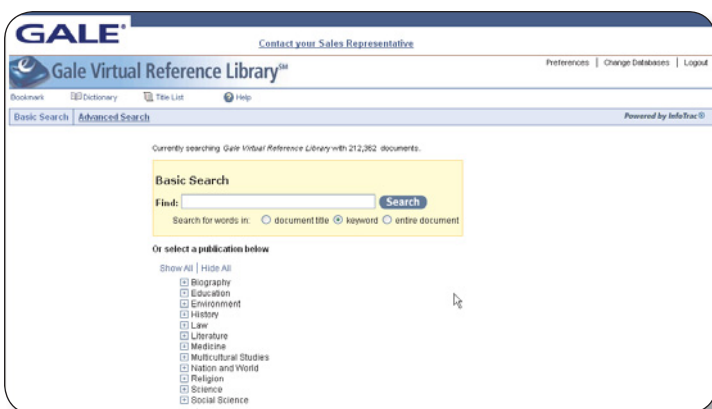 GALE®
Contact your Sales Representative
Gale Virtual Reference Library℠
Preferences | Change Databases | Logout
Bookmark Dictionary Title List Help
Basic Search | Advanced Search Powered by InfoTrac ®
Currently searching Gale Virtual Reference Library with 212,362 documents.
Basic Search
Find: Search
Search for words in: document title keyword entire document
Or select a publication below
Show All | Hide All
Biography
Education
Environment
History
Law
Literature
Medicine
Multicultural Studies
Nation and World
Religion
Science
Social Science